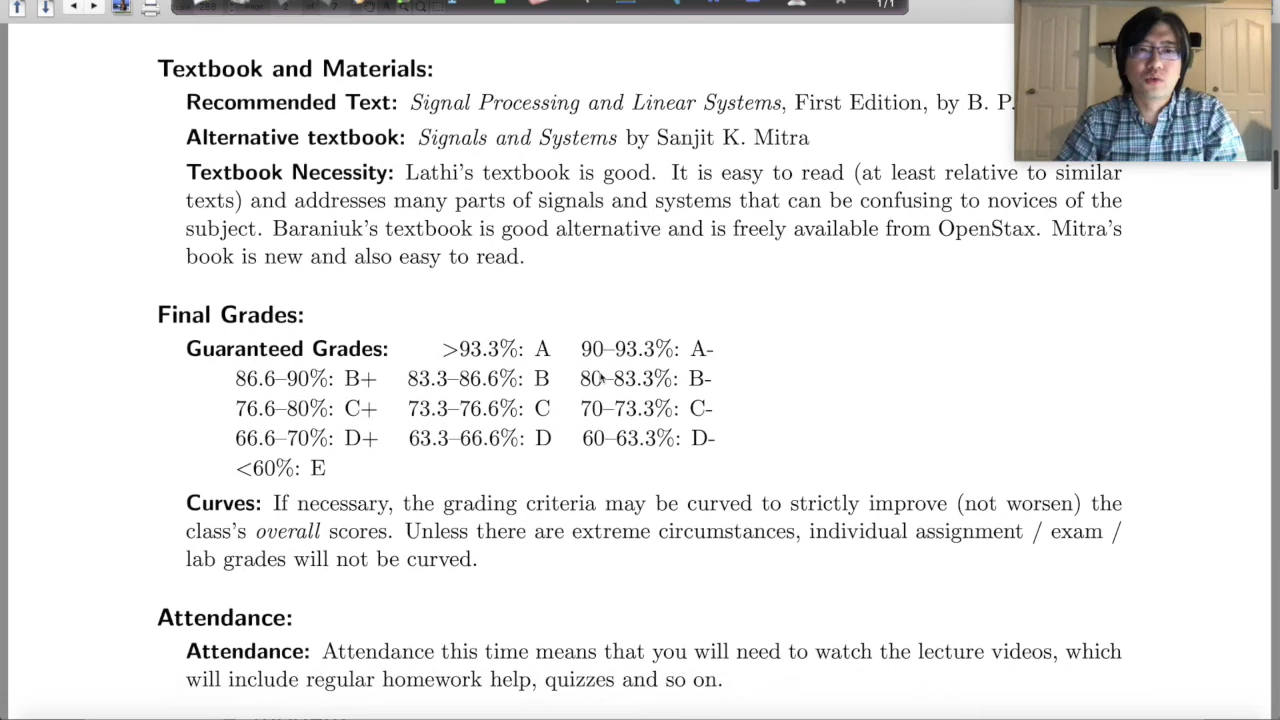 288 Page 2 of 7 1/1
Textbook and Materials:
Recommended Text: Signal Processing and Linear Systems, First Edition, by B. P.
Alternative textbook: Signals and Systems by Sanjit K. Mitra
Textbook Necessity: Lathi's textbook is good. It is easy to read (at least relative to similar
texts) and addresses many parts of signals and systems that can be confusing to novices of the
subject. Baraniuk's textbook is good alternative and is freely available from OpenStax. Mitra's
book is new and also easy to read.
Final Grades:
Guaranteed Grades: >93.3%: A 90–93.3%: A-
86.6–90%: B+ 83.3–86.6%: B 80–83.3%: B-
76.6–80%: C+ 73.3–76.6%: C 70–73.3%: C-
66.6–70%: D+ 63.3–66.6%: D 60–63.3%: D-
<60%: E
Curves: If necessary, the grading criteria may be curved to strictly improve (not worsen) the
class's overall scores. Unless there are extreme circumstances, individual assignment / exam /
lab grades will not be curved.
Attendance:
Attendance: Attendance this time means that you will need to watch the lecture videos, which
will include regular homework help, quizzes and so on.